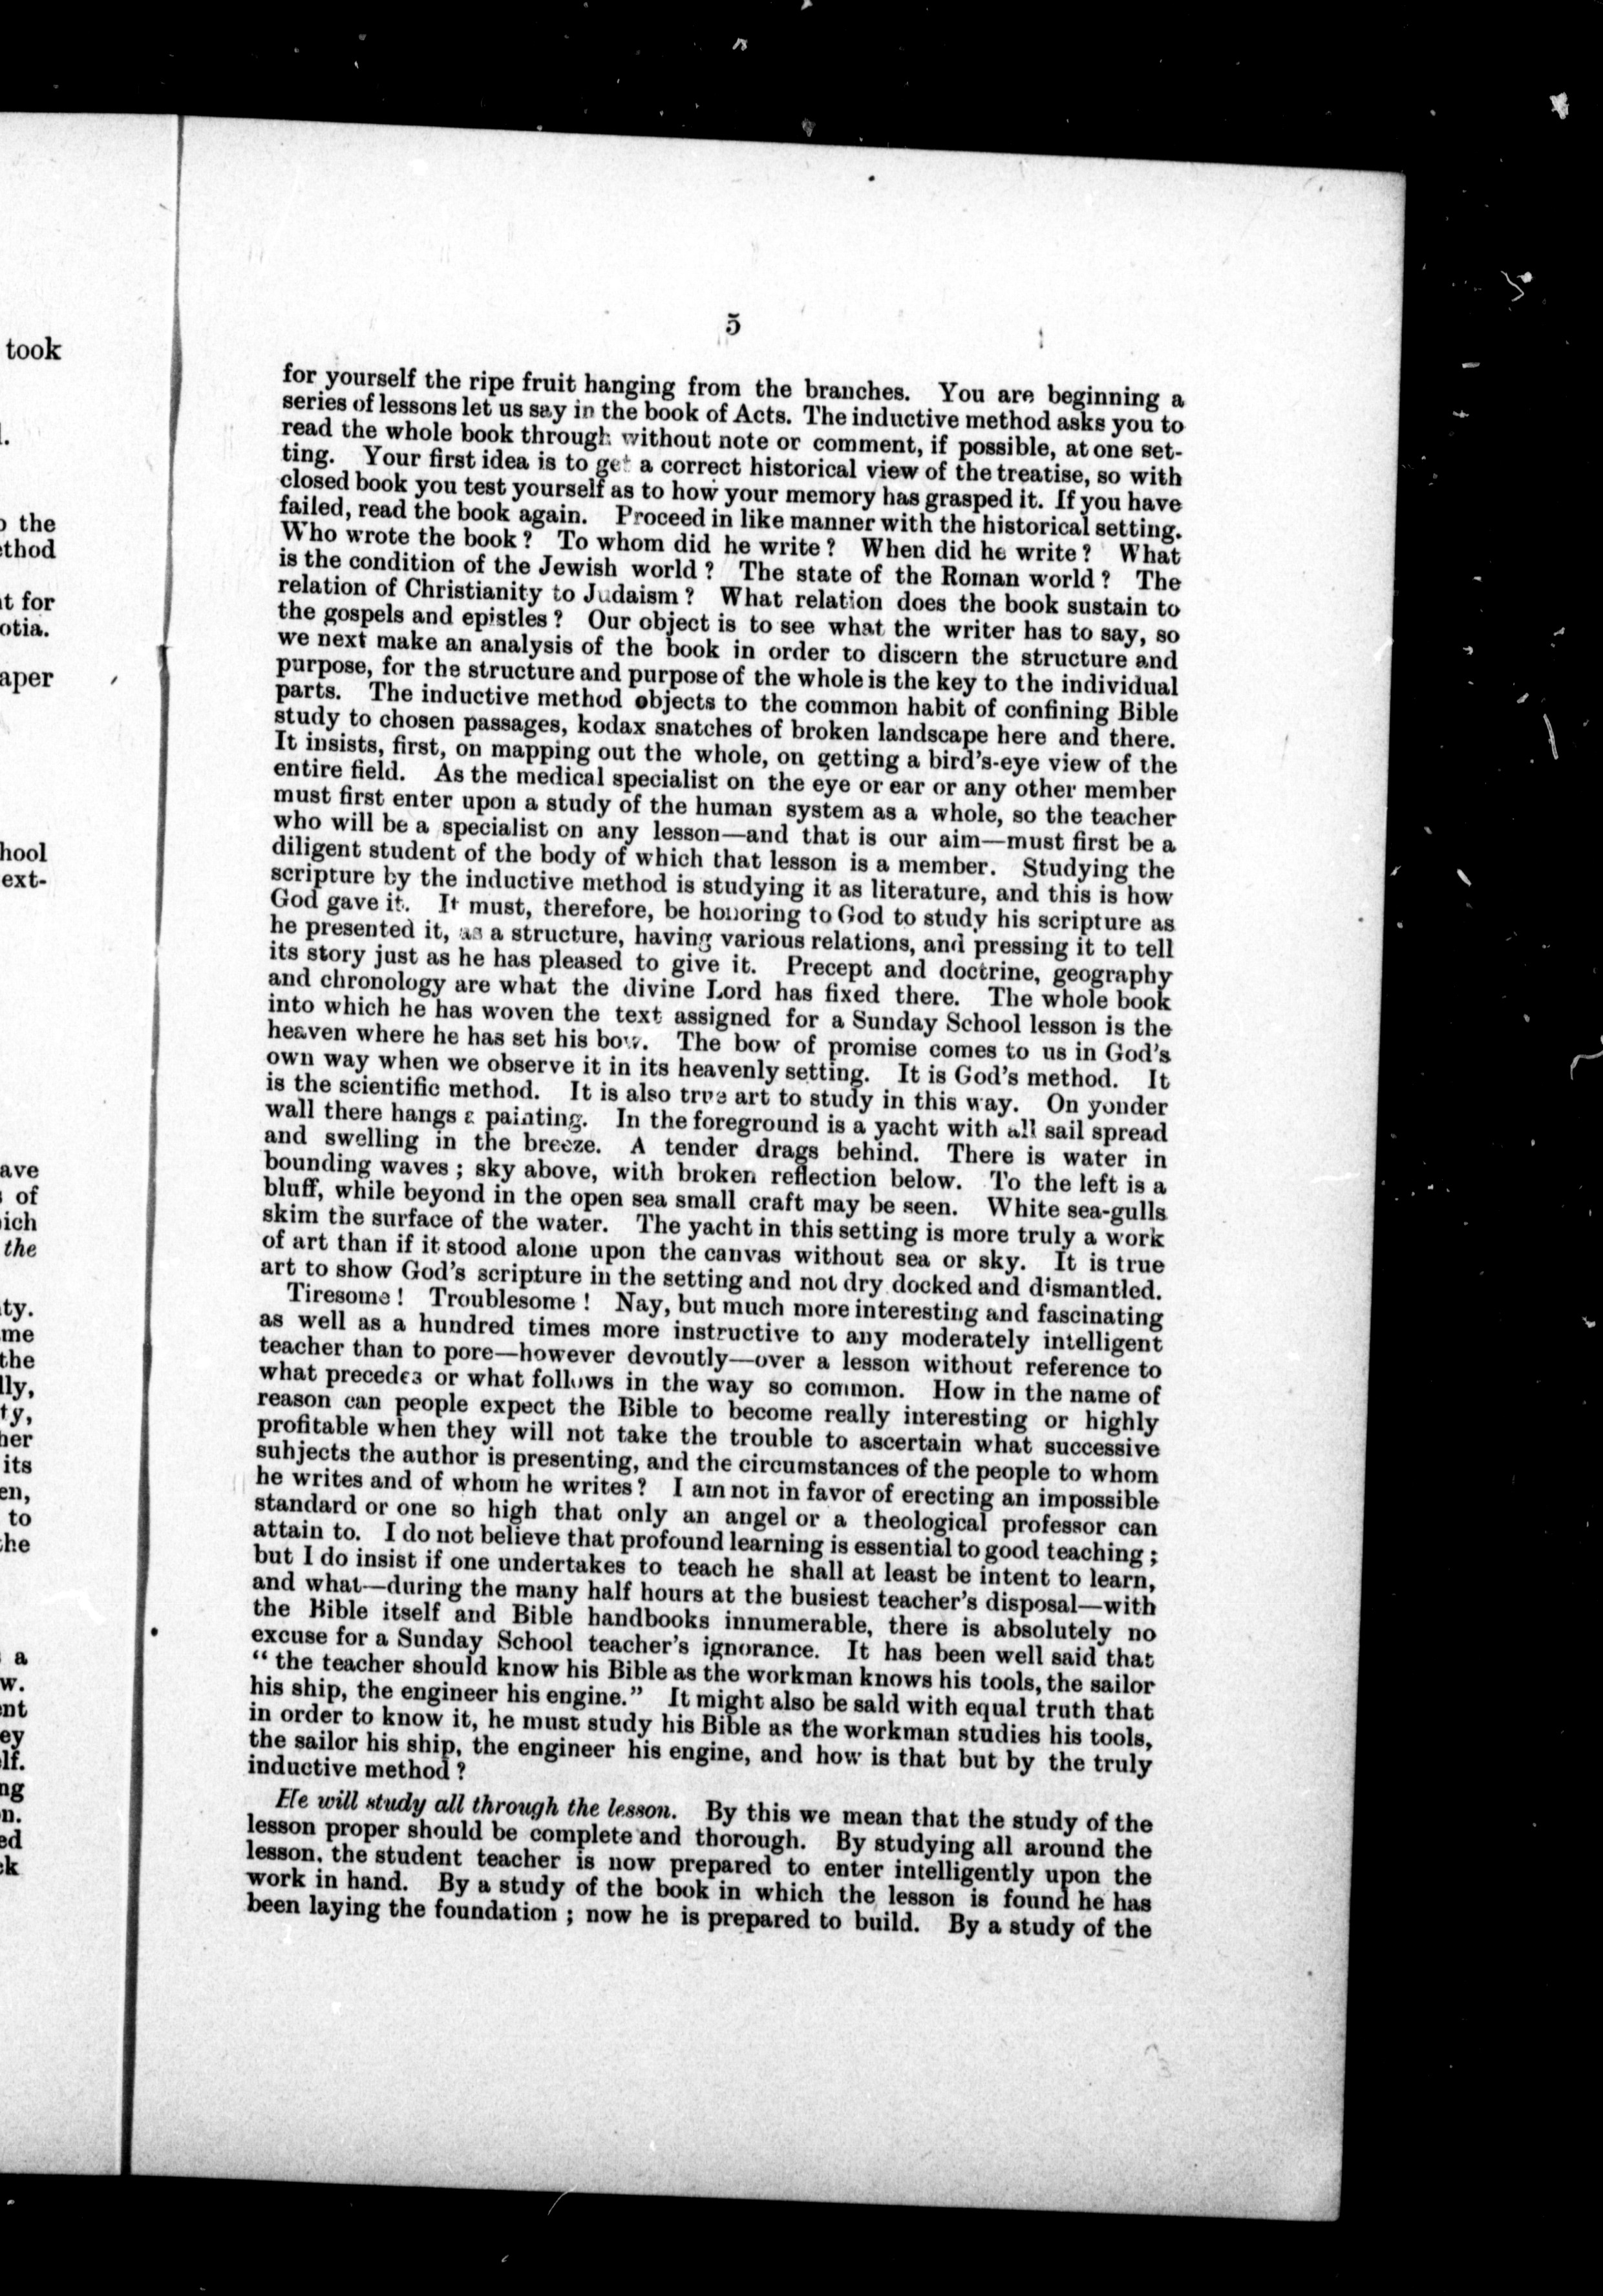 took
the
ethod
t for
otia.
aper
hool
ext-
ave
of
ich
the
ty.
me
the
lly,
ty,
her
its
en,
to
the
a
w.
nt
ey
elf.
ng
n.
ed
ck
5
for yourself the ripe fruit hanging from the branches. You are beginning a
series of lessons let us say in the book of Acts. The inductive method asks you to
read the whole book through without note or comment, if possible, at one set-
ting. Your first idea is to get a correct historical view of the treatise, so with
closed book you test yourself as to how your memory has grasped it. If you have
failed, read the book again. Proceed in like manner with the historical setting.
Who wrote the book? To whom did he write? When did he write? What
is the condition of the Jewish world? The state of the Roman world? The
relation of Christianity to Judaism? What relation does the book sustain to
the gospels and epistles? Our object is to see what the writer has to say, so
we next make an analysis of the book in order to discern the structure and
purpose, for the structure and purpose of the whole is the key to the individual
parts. The inductive method objects to the common habit of confining Bible
study to chosen passages, kodax snatches of broken landscape here and there.
It insists, first, on mapping out the whole, on getting a bird's-eye view of the
entire field. As the medical specialist on the eye or ear or any other member
must first enter upon a study of the human system as a whole, so the teacher
who will be a specialist on any lesson—and that is our aim—must first be a
diligent student of the body of which that lesson is a member. Studying the
scripture by the inductive method is studying it as literature, and this is how
God gave it. It must, therefore, be honoring to God to study his scripture as
he presented it, as a structure, having various relations, and pressing it to tell
its story just as he has pleased to give it. Precept and doctrine, geography
and chronology are what the divine Lord has fixed there. The whole book
into which he has woven the text assigned for a Sunday School lesson is the
heaven where he has set his bow. The bow of promise comes to us in God's
own way when we observe it in its heavenly setting. It is God's method. It
is the scientific method. It is also true art to study in this way. On yonder
wall there hangs a painting. In the foreground is a yacht with all sail spread
and swelling in the breeze. A tender drags behind. There is water in
bounding waves; sky above, with broken reflection below. To the left is a
bluff, while beyond in the open sea small craft may be seen. White sea-gulls
skim the surface of the water. The yacht in this setting is more truly a work
of art than if it stood alone upon the canvas without sea or sky. It is true
art to show God's scripture in the setting and not dry docked and dismantled.
Tiresome! Troublesome! Nay, but much more interesting and fascinating
as well as a hundred times more instructive to any moderately intelligent
teacher than to pore—however devoutly—over a lesson without reference to
what precedes or what follows in the way so common. How in the name of
reason can people expect the Bible to become really interesting or highly
profitable when they will not take the trouble to ascertain what successive
suhjects the author is presenting, and the circumstances of the people to whom
he writes and of whom he writes? I am not in favor of erecting an impossible
standard or one so high that only an angel or a theological professor can
attain to. I do not believe that profound learning is essential to good teaching;
but I do insist if one undertakes to teach he shall at least be intent to learn,
and what—during the many half hours at the busiest teacher's disposal—with
the Bible itself and Bible handbooks innumerable, there is absolutely no
excuse for a Sunday School teacher's ignorance. It has been well said that
"the teacher should know his Bible as the workman knows his tools, the sailor
his ship, the engineer his engine." It might also be sald with equal truth that
in order to know it, he must study his Bible as the workman studies his tools,
the sailor his ship, the engineer his engine, and how is that but by the truly
inductive method?
He will study all through the lesson. By this we mean that the study of the
lesson proper should be complete and thorough. By studying all around the
lesson, the student teacher is now prepared to enter intelligently upon the
work in hand. By a study of the book in which the lesson is found he has
been laying the foundation; now he is prepared to build. By a study of the